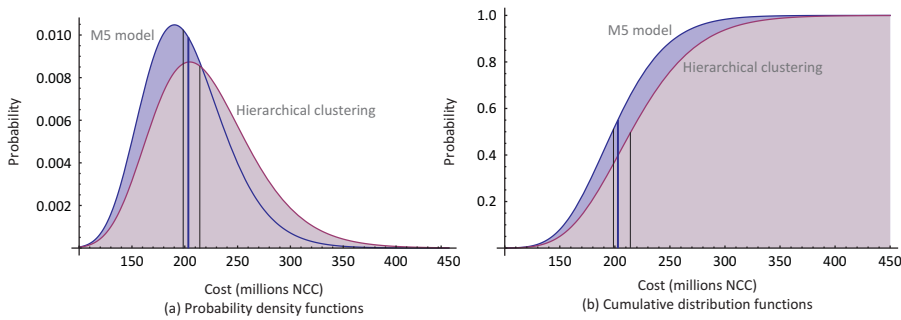 M5 model
Hierarchical clustering
Probability
0.010
0.008
0.006
0.004
0.002
150
200
250
300
350
400
450
Cost (millions NCC)
(a) Probability density functions
M5 model
Hierarchical clustering
Probability
1.0
0.8
0.6
0.4
0.2
150
200
250
300
350
400
450
Cost (millions NCC)
(b) Cumulative distribution functions